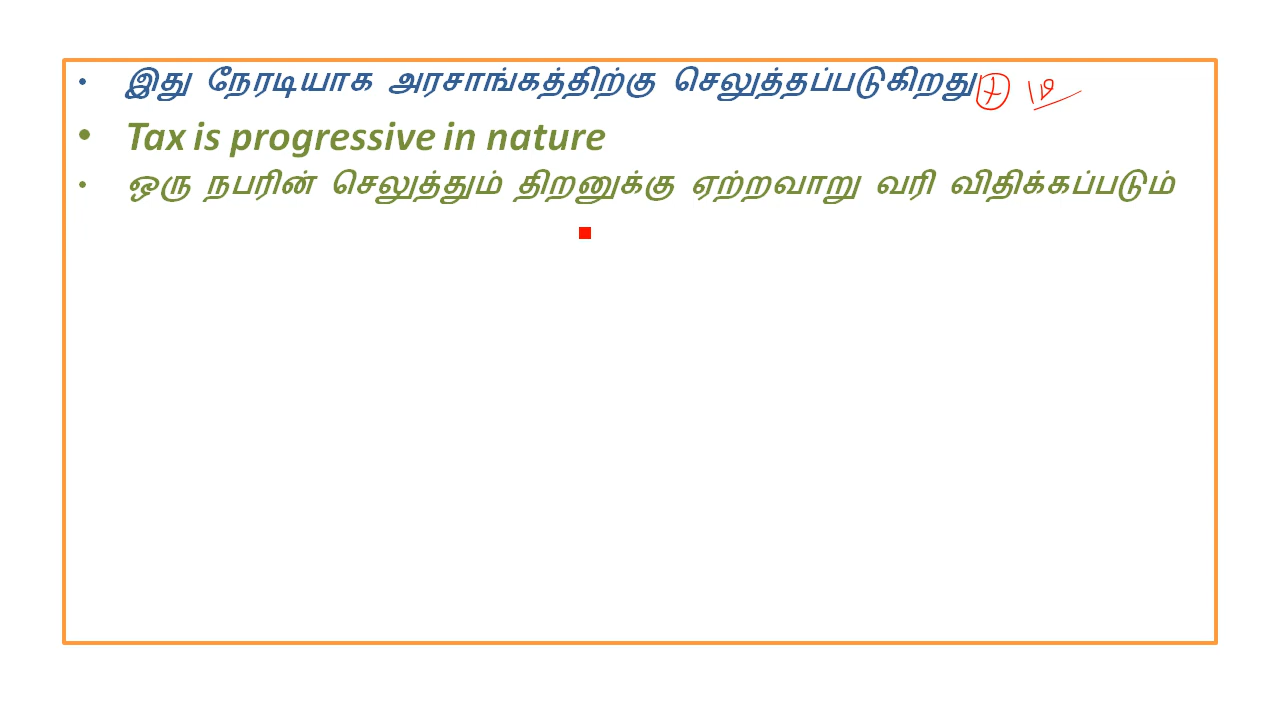 • இது நேரடியாக அரசாங்கத்திற்கு செலுத்தப்படுகிறது
• Tax is progressive in nature
• ஒரு நபரின் செலுத்தும் திறனுக்கு ஏற்றவாறு வரி விதிக்கப்படும்